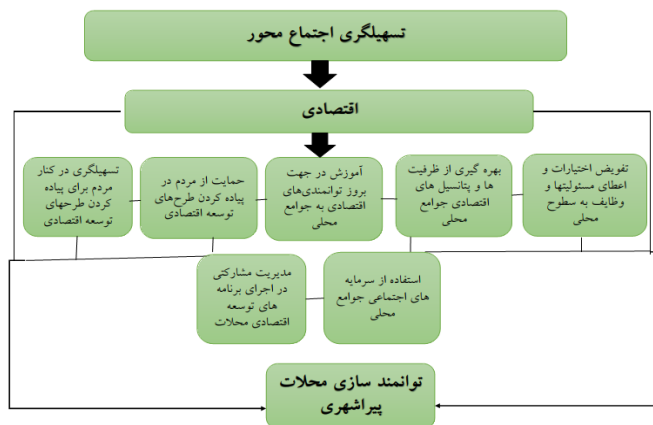 تسهیلگری اجتماع محور
اقتصادی
تفویض اختیارات و
اعطای مسئولیتها و
وظایف به سطوح
محلی
بهره گیری از ظرفیت
ها و پتانسیل های
اقتصادی جوامع
محلی
آموزش در جهت
بروز توانمندی‌های
اقتصادی به جوامع
محلی
حمایت از مردم در
پیاده کردن طرح‌های
توسعه اقتصادی
تسهیلگری در کنار
مردم برای پیاده
کردن طرحهای
توسعه اقتصادی
استفاده از سرمایه
های اجتماعی جوامع
محلی
مدیریت مشارکتی
در اجرای برنامه
های توسعه
اقتصادی محلات
توانمند سازی محلات
پیراشهری